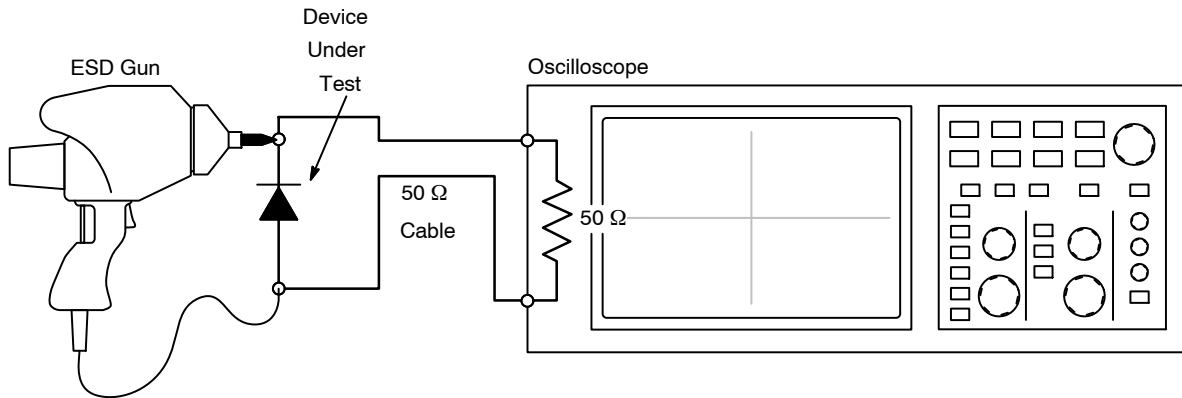 Device
Under
Test
ESD Gun
Oscilloscope
50 Ω
Cable
50 Ω